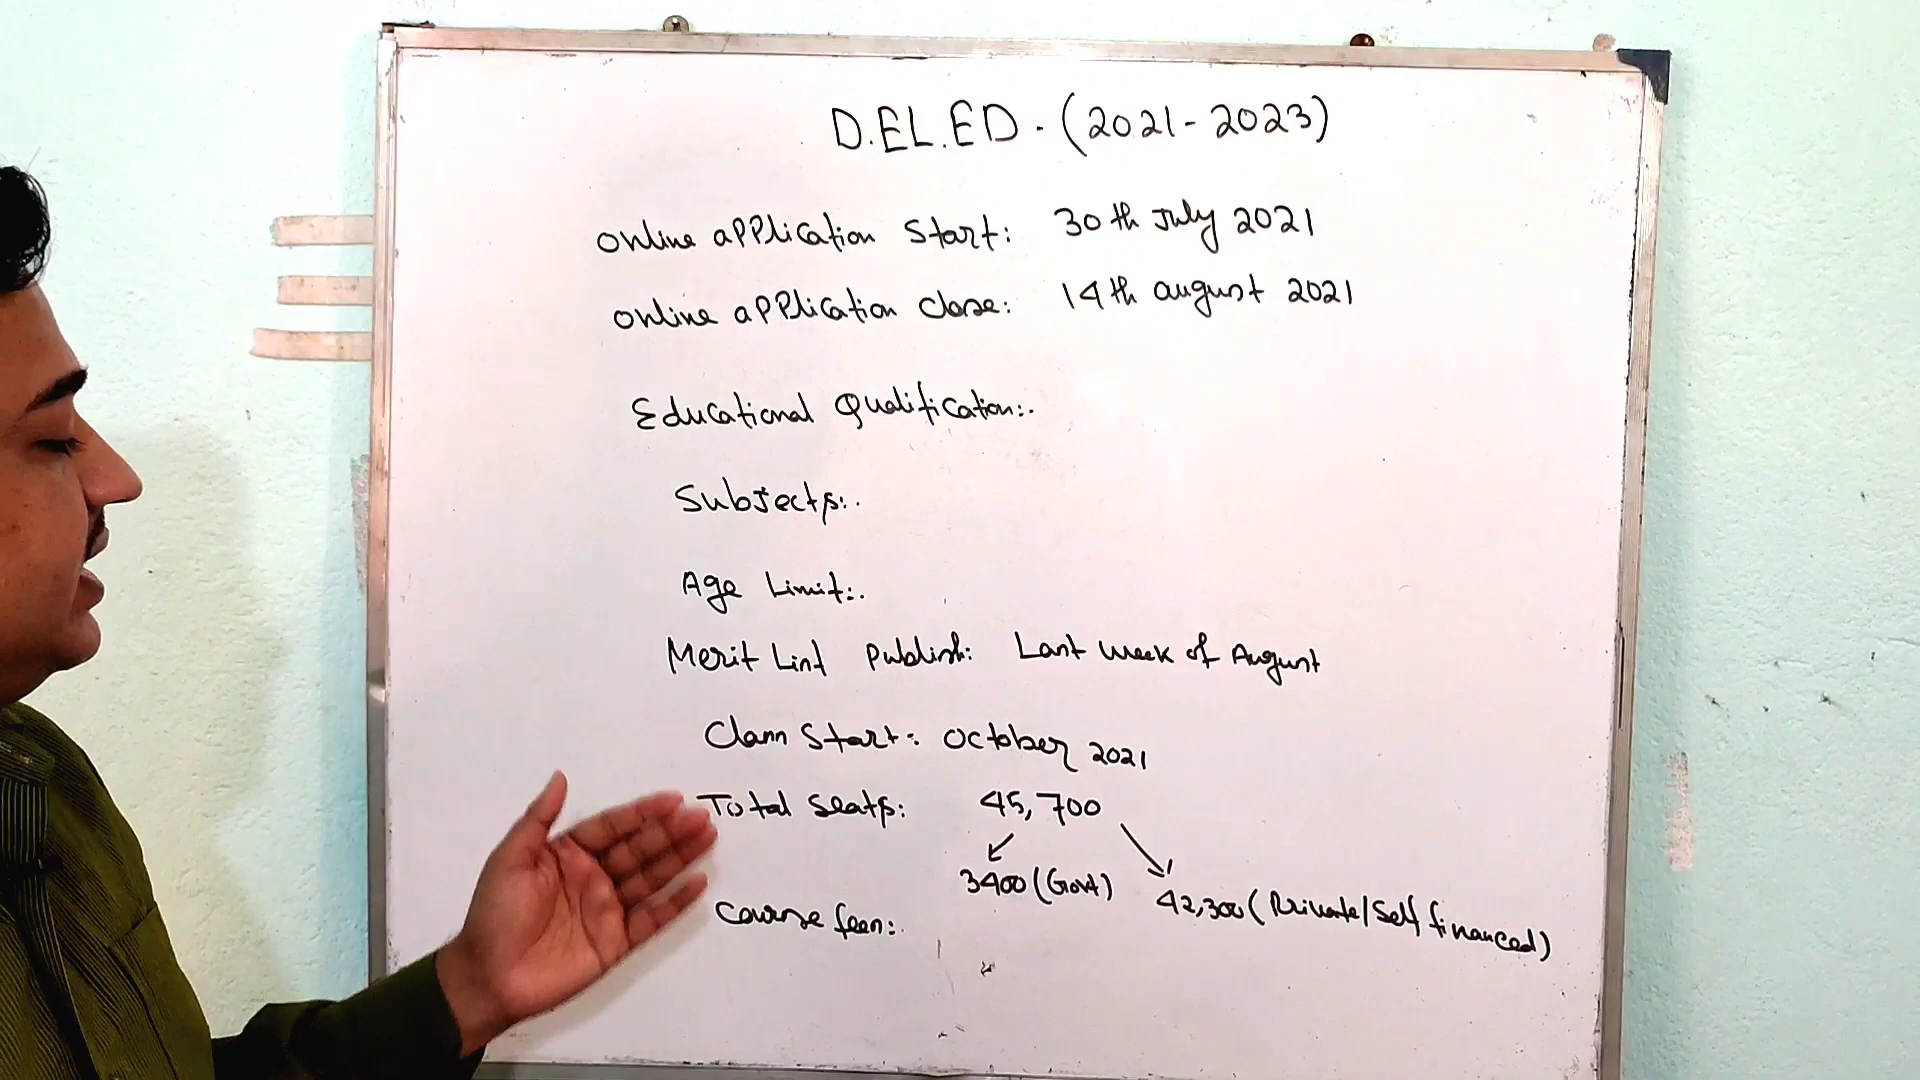 D.EL.ED. (2021-2023)
Online application Start: 30th July 2021
Online application Close: 14th august 2021
Educational Qualification:.
Subjects:.
Age Limit:.
Merit List Publish: Last week of August
Class Start: October 2021
Total Seats: 45,700
3400 (Govt) 42,300 (Private/Self financed)
Course fees:.